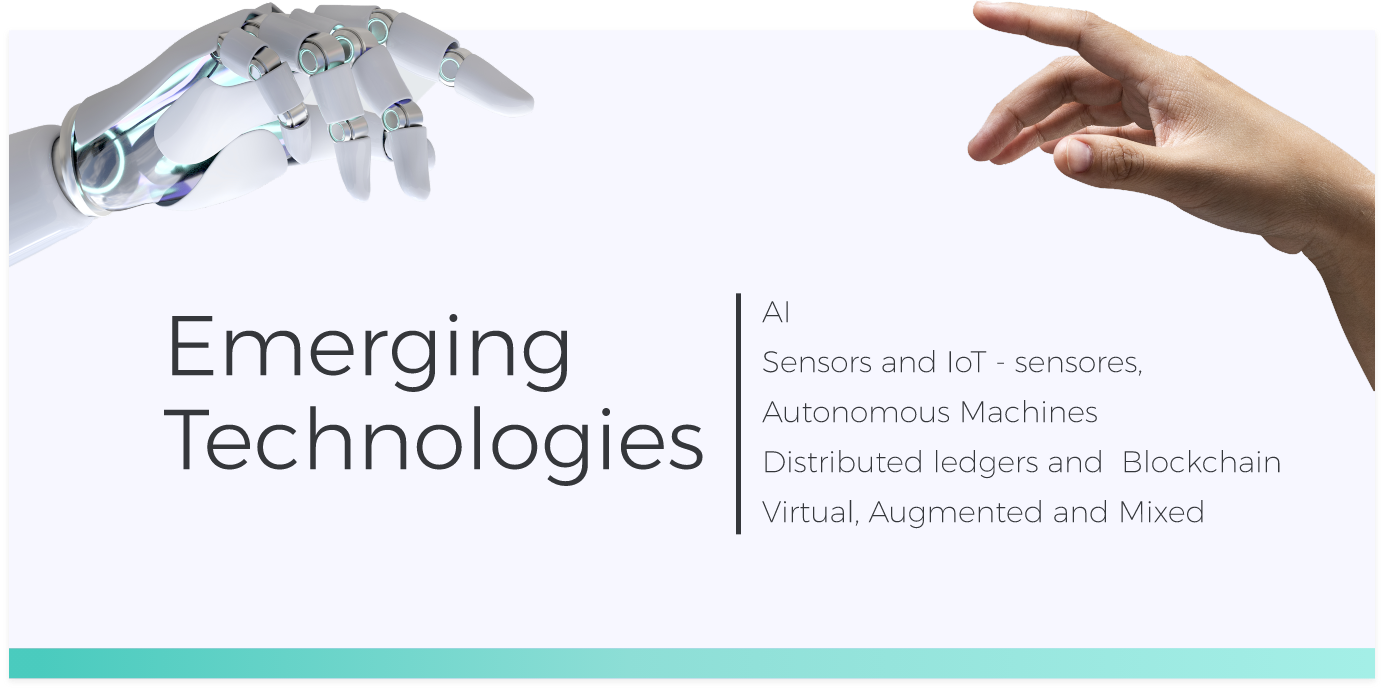 Emerging
Technologies
AI
Sensors and IoT - sensores,
Autonomous Machines
Distributed ledgers and  Blockchain
Virtual, Augmented and Mixed